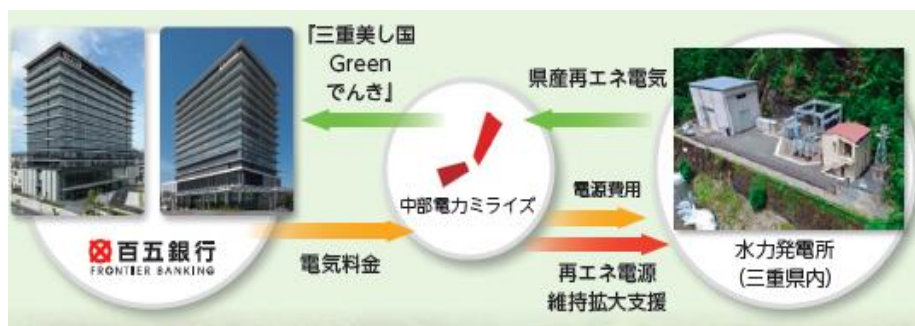 『三重美し国
Green
でんき』
県産再エネ電気
中部電力ミライズ
電源費用
百五銀行
FRONTIER BANKING
電気料金
再エネ電源
維持拡大支援
水力発電所
(三重県内)